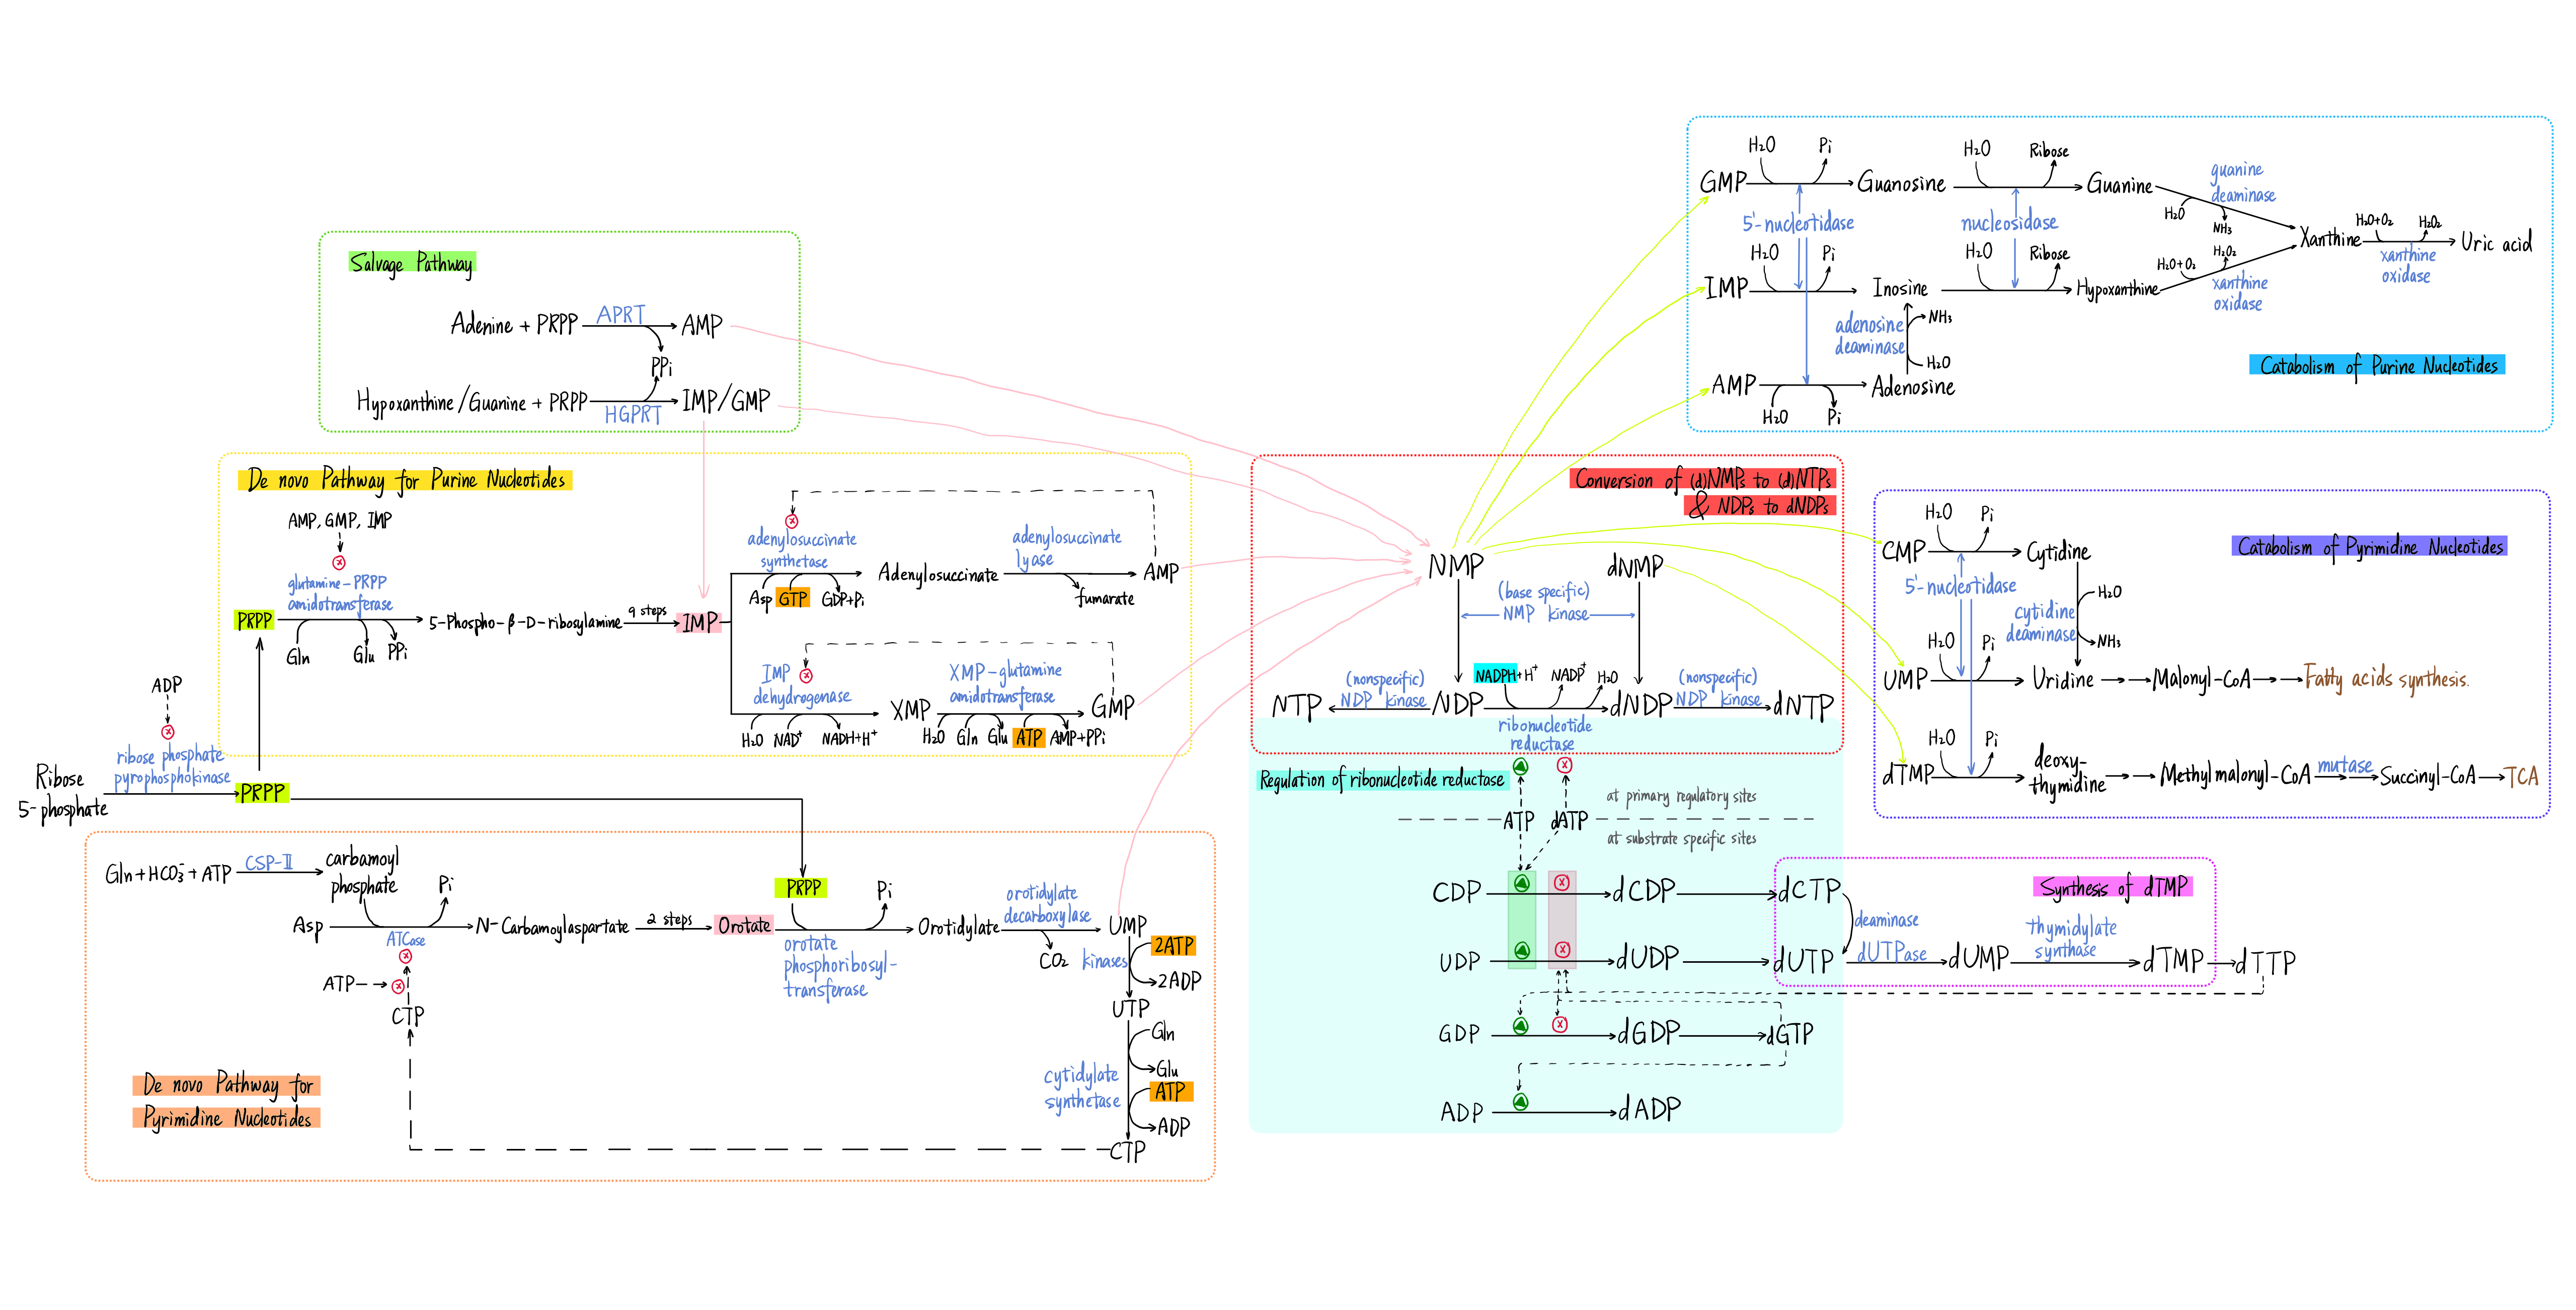 Salvage Pathway
Adenine + PRPP
APRT
AMP
PPi
Hypoxanthine/Guanine + PRPP
HGPRT
IMP/GMP
De novo Pathway for Purine Nucleotides
AMP, GMP, IMP
glutamine-PRPP
amidotransferase
PRPP
Gln
Glu
PPi
5-Phospho-β-D-ribosylamine
9 steps
IMP
adenylosuccinate
synthetase
Asp
GTP
GDP+Pi
Adenylosuccinate
adenylosuccinate
lyase
fumarate
AMP
IMP
dehydrogenase
H₂O
NAD⁺
NADH+H⁺
XMP
XMP-glutamine
amidotransferase
H₂O
Gln
Glu
ATP
AMP+PPi
GMP
ADP
ribose phosphate
pyrophosphokinase
Ribose
5-phosphate
PRPP
Gln+HCO₃⁻+ATP
CSP-II
carbamoyl
phosphate
Pi
Asp
ATCase
ATP
CTP
N-Carbamoylaspartate
2 steps
Orotate
PRPP
Pi
orotate
phosphoribosyl-
transferase
Orotidylate
orotidylate
decarboxylase
CO₂
UMP
kinases
2ATP
2ADP
UTP
Gln
Glu
cytidylate
synthetase
ATP
ADP
CTP
De novo Pathway for
Pyrimidine Nucleotides
Conversion of (d)NMPs to (d)NTPs
& NDPs to dNDPs
NMP
dNMP
(base specific)
NMP kinase
NTP
(nonspecific)
NDP kinase
NDP
NADPH+H⁺
NADP⁺
H₂O
ribonucleotide
reductase
dNDP
(nonspecific)
NDP kinase
dNTP
Regulation of ribonucleotide reductase
at primary regulatory sites
ATP
dATP
at substrate specific sites
CDP
dCDP
dCTP
UDP
dUDP
dUTP
GDP
dGDP
dGTP
ADP
dADP
Synthesis of dTMP
deaminase
dUTPase
dUMP
thymidylate
synthase
dTMP
dTTP
GMP
H₂O
Pi
Guanosine
H₂O
Ribose
Guanine
guanine
deaminase
H₂O
NH₃
5'-nucleotidase
nucleosidase
IMP
H₂O
Pi
Inosine
H₂O
Ribose
Hypoxanthine
H₂O+O₂
H₂O₂
xanthine
oxidase
Xanthine
H₂O+O₂
H₂O₂
xanthine
oxidase
Uric acid
adenosine
deaminase
NH₃
H₂O
AMP
H₂O
Pi
Adenosine
Catabolism of Purine Nucleotides
Catabolism of Pyrimidine Nucleotides
CMP
H₂O
Pi
Cytidine
5'-nucleotidase
cytidine
deaminase
H₂O
NH₃
UMP
H₂O
Pi
Uridine
Malonyl-CoA
Fatty acids synthesis.
dTMP
H₂O
Pi
deoxy-
thymidine
Methylmalonyl-CoA
mutase
Succinyl-CoA
TCA